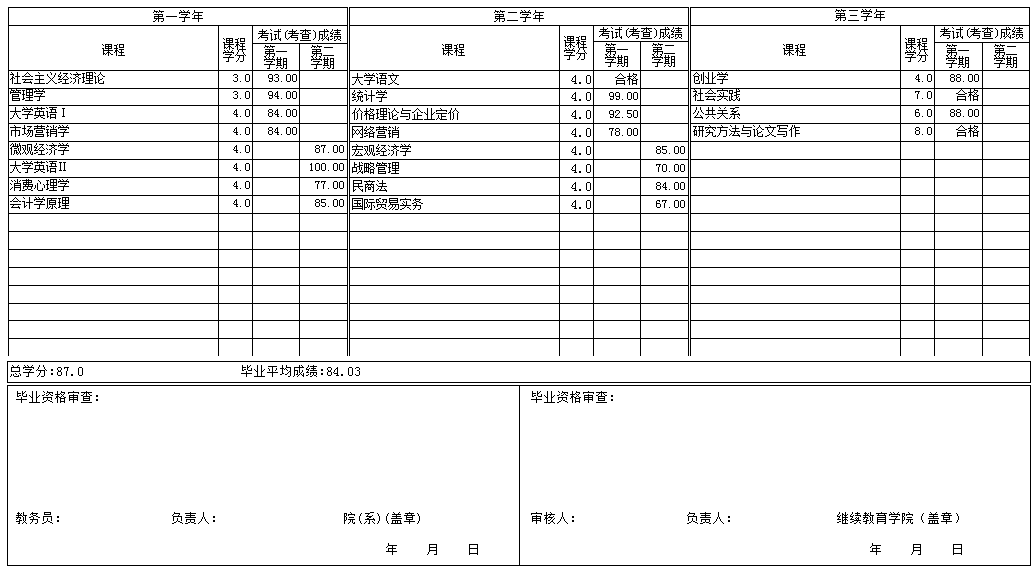 第一学年 第二学年 第三学年
课程 课程学分 考试(考查)成绩 第一学期 第二学期 课程 课程学分 考试(考查)成绩 第一学期 第二学期 课程 课程学分 考试(考查)成绩 第一学期 第二学期
社会主义经济理论 3.0 93.00 大学语文 4.0 合格 创业学 4.0 88.00
管理学 3.0 94.00 统计学 4.0 99.00 社会实践 7.0 合格
大学英语Ⅰ 4.0 84.00 价格理论与企业定价 4.0 92.50 公共关系 6.0 88.00
市场营销学 4.0 84.00 网络营销 4.0 78.00 研究方法与论文写作 8.0 合格
微观经济学 4.0 87.00 宏观经济学 4.0 85.00
大学英语Ⅱ 4.0 100.00 战略管理 4.0 70.00
消费心理学 4.0 77.00 民商法 4.0 84.00
会计学原理 4.0 85.00 国际贸易实务 4.0 67.00
总学分:87.0 毕业平均成绩:84.03
毕业资格审查: 毕业资格审查:
教务员: 负责人: 院(系)(盖章) 审核人: 负责人: 继续教育学院（盖章）
年 月 日 年 月 日